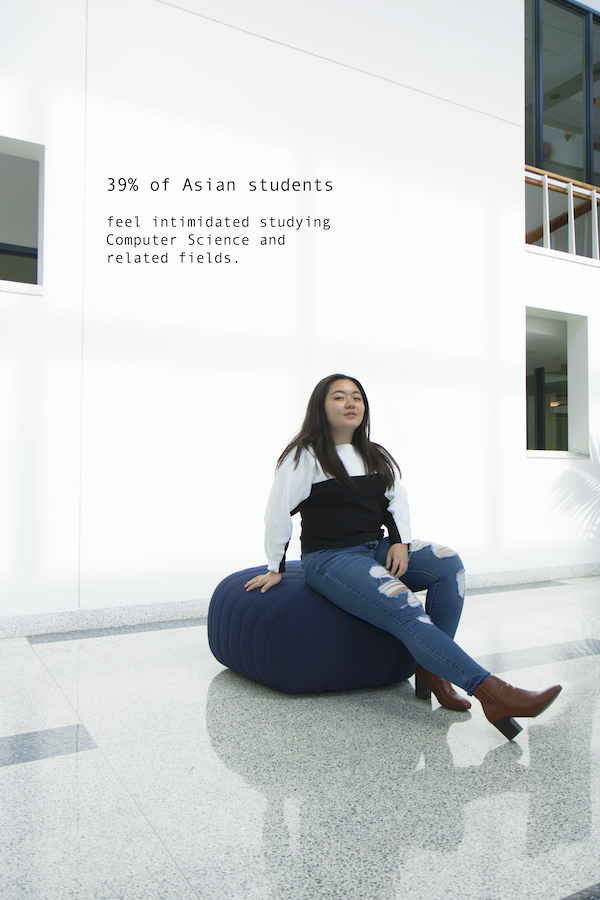 39% of Asian students
feel intimidated studying
Computer Science and
related fields.